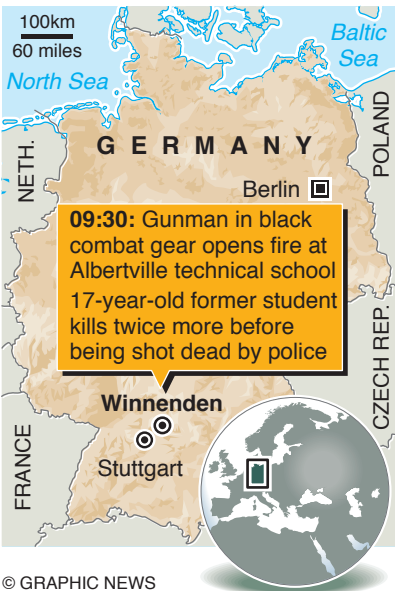 100km
60 miles
Baltic
Sea
North Sea
NETH.
GERMANY
POLAND
Berlin
09:30: Gunman in black
combat gear opens fire at
Albertville technical school
17-year-old former student
kills twice more before
being shot dead by police
CZECH REP.
Winnenden
FRANCE
Stuttgart
© GRAPHIC NEWS